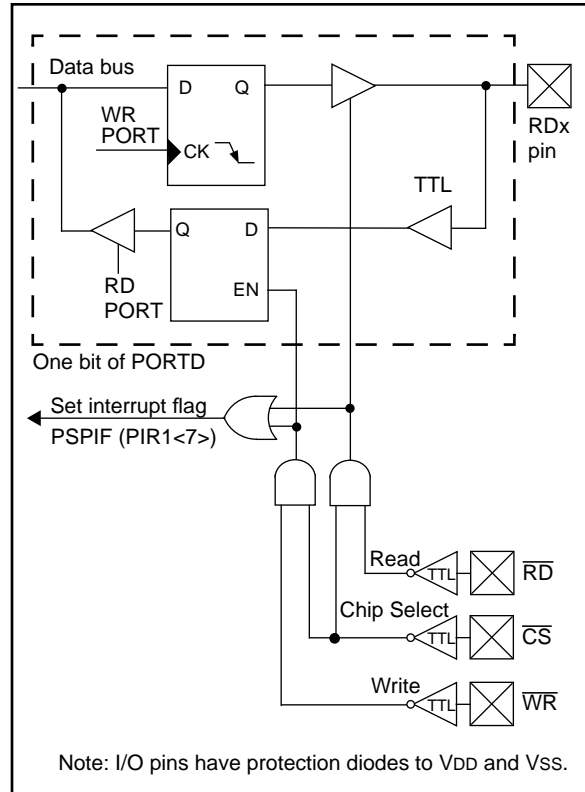 Data bus
D Q
WR
PORT
CK
RDx
pin
TTL
Q D
EN
RD
PORT
One bit of PORTD
Set interrupt flag
PSPIF (PIR1<7>)
Read
TTL
RD
Chip Select
TTL
CS
Write
TTL
WR
Note: I/O pins have protection diodes to VDD and VSS.